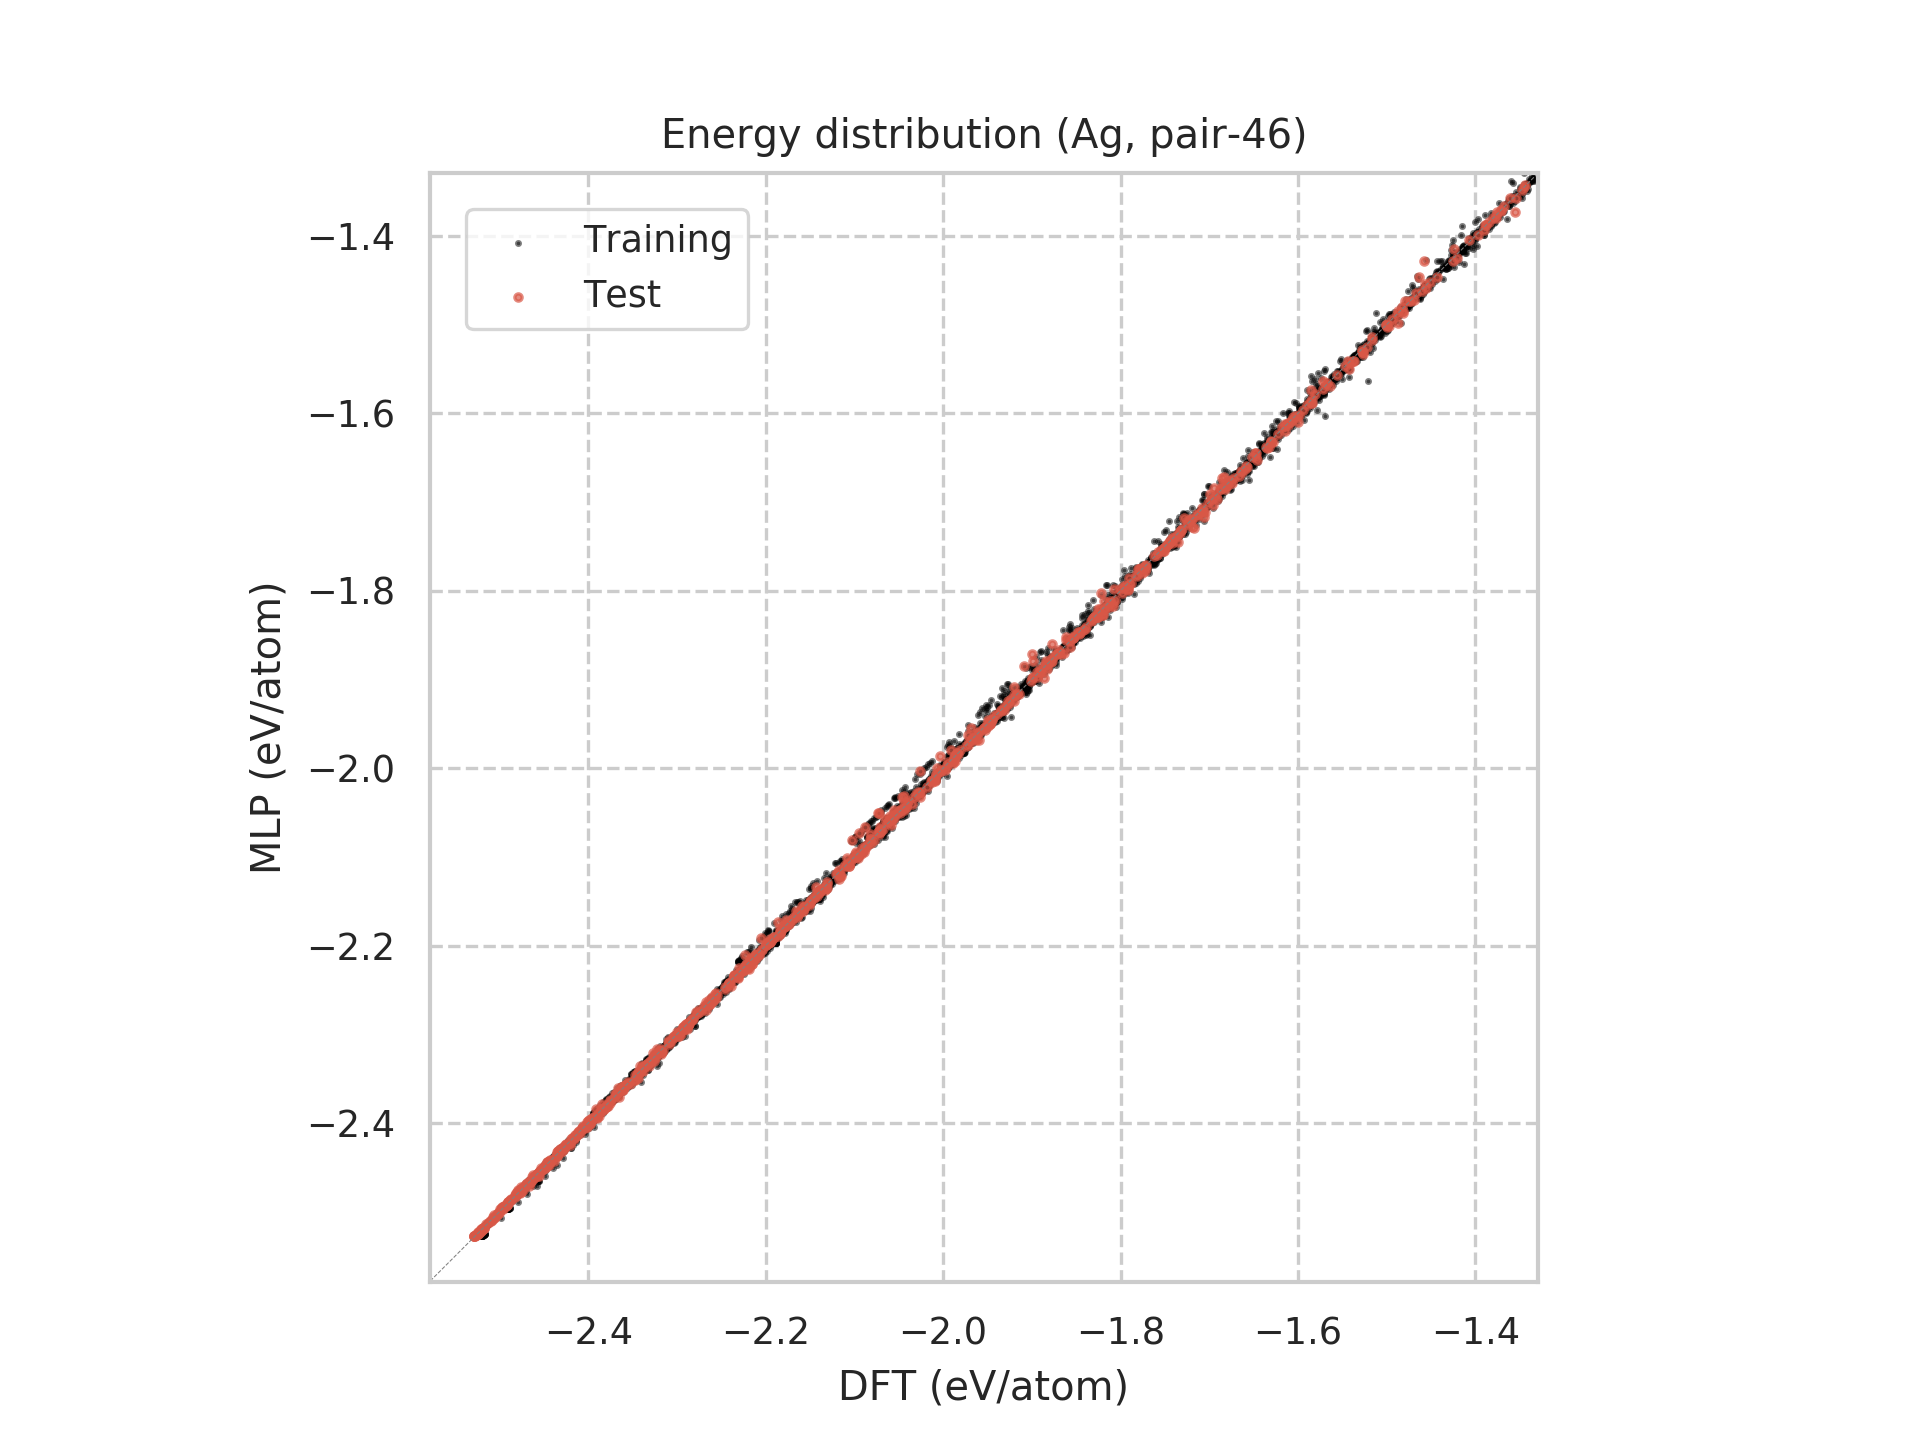 Energy distribution (Ag, pair-46)
Training
Test
−1.4
−1.6
−1.8
−2.0
−2.2
−2.4
MLP (eV/atom)
−2.4 −2.2 −2.0 −1.8 −1.6 −1.4
DFT (eV/atom)